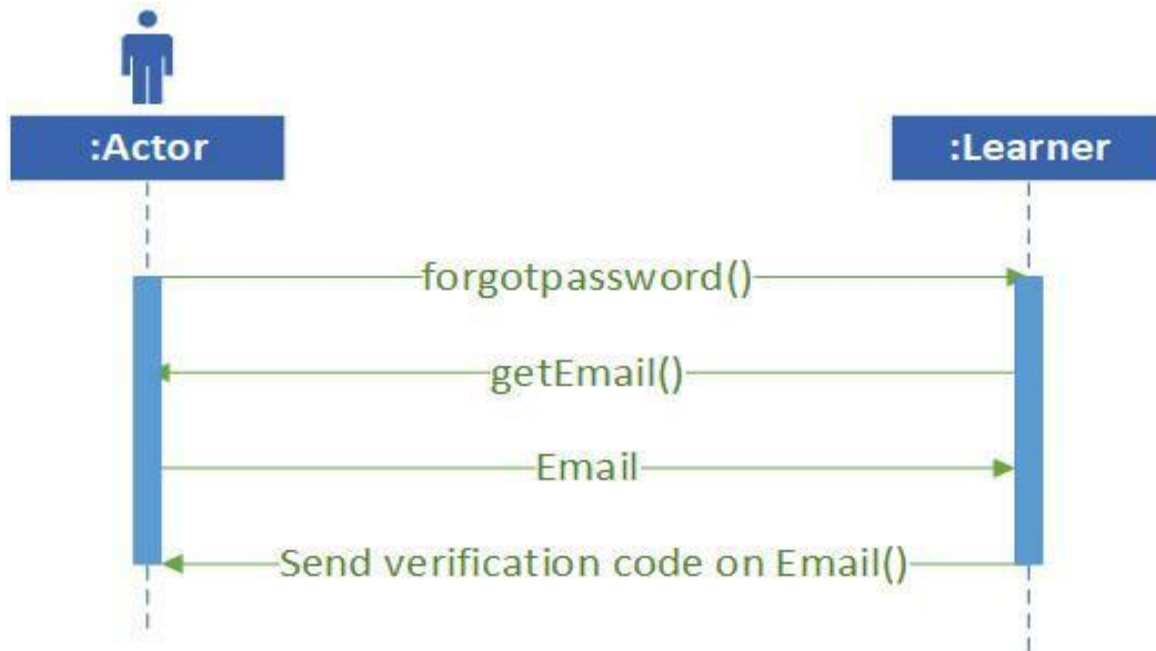 :Actor
:Learner
forgotpassword()
getEmail()
Email
Send verification code on Email()